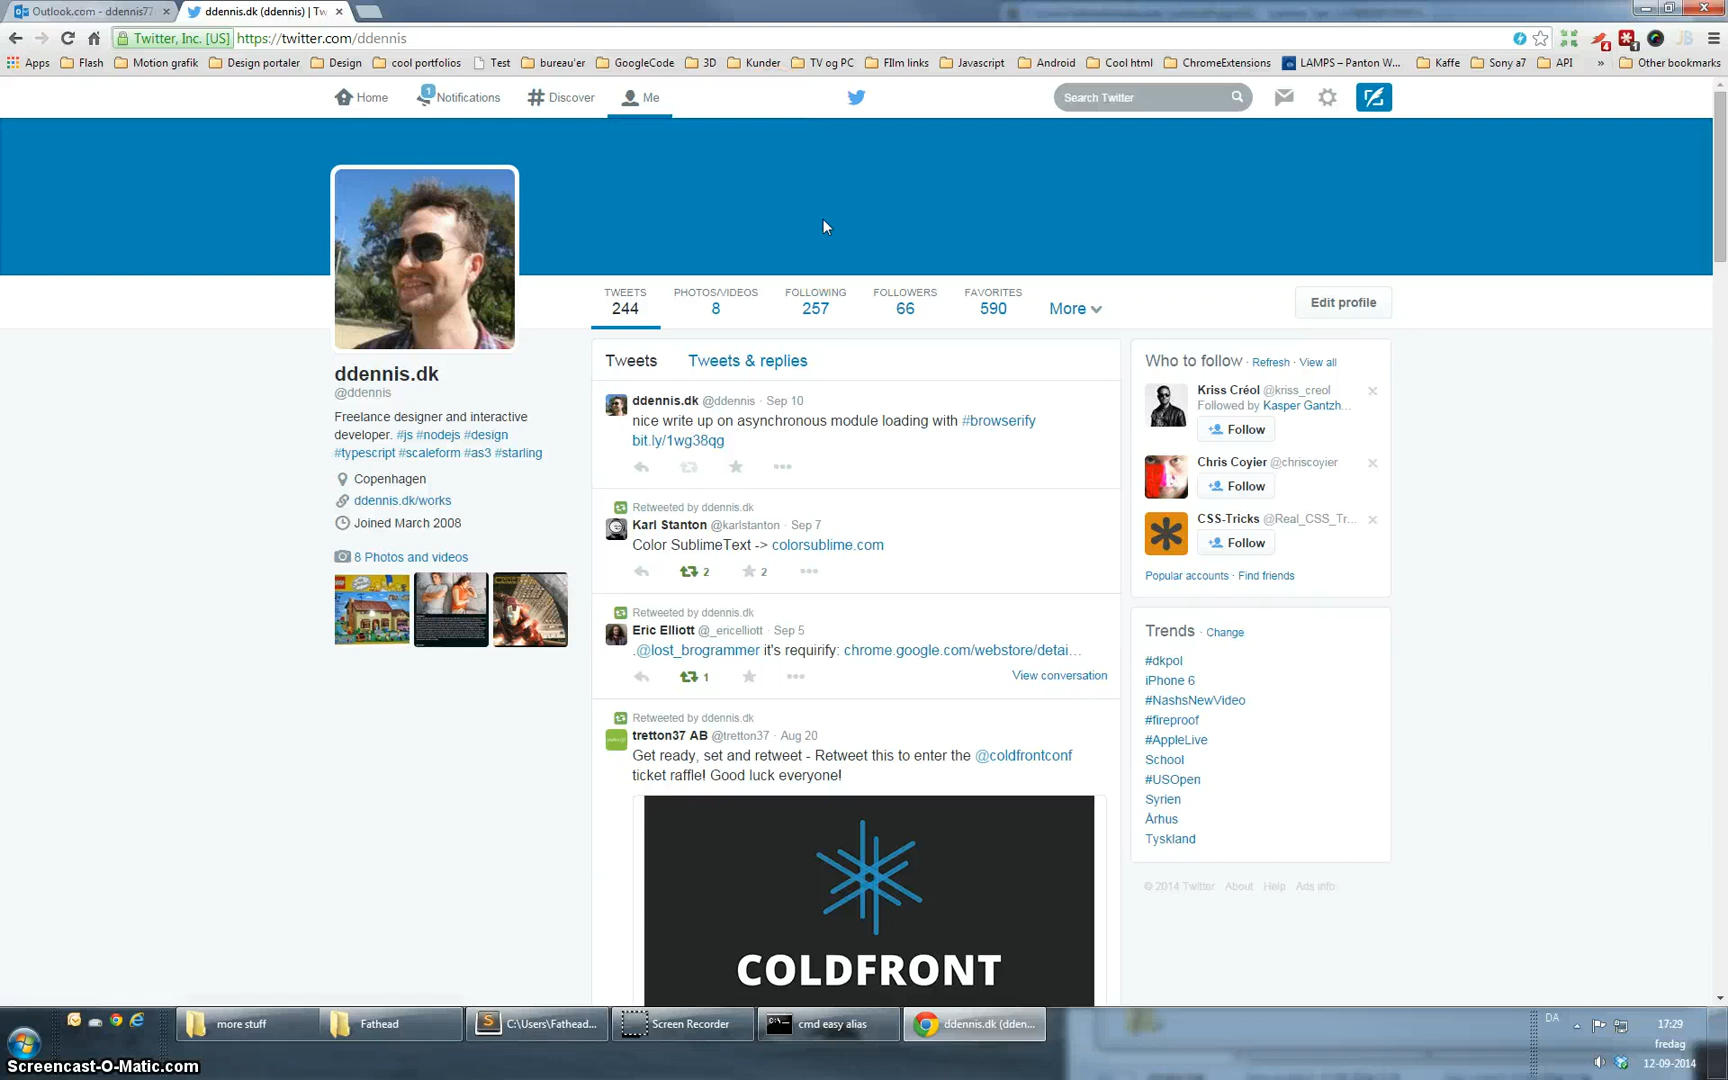 Outlook.com - ddennis77
ddennis.dk (ddennis) | Tw
Twitter, Inc. [US]
https://twitter.com/ddennis
Apps
Flash
Motion grafik
Design portaler
Design
cool portfolios
Test
bureau'er
GoogleCode
3D
Kunder
TV og PC
FIlm links
Javascript
Android
Cool html
ChromeExtensions
LAMPS – Panton W...
Kaffe
Sony a7
API
»
Other bookmarks
Home
1
Notifications
Discover
Me
Search Twitter
TWEETS
244
PHOTOS/VIDEOS
8
FOLLOWING
257
FOLLOWERS
66
FAVORITES
590
More
Edit profile
ddennis.dk
@ddennis
Freelance designer and interactive
developer. #js #nodejs #design
#typescript #scaleform #as3 #starling
Copenhagen
ddennis.dk/works
Joined March 2008
8 Photos and videos
Tweets
Tweets & replies
ddennis.dk @ddennis · Sep 10
nice write up on asynchronous module loading with #browserify
bit.ly/1wg38qg
Retweeted by ddennis.dk
Karl Stanton @karlstanton · Sep 7
Color SublimeText -> colorsublime.com
2
2
Retweeted by ddennis.dk
Eric Elliott @_ericelliott · Sep 5
.@lost_brogrammer it's requirify: chrome.google.com/webstore/detai...
1
View conversation
Retweeted by ddennis.dk
tretton37 AB @tretton37 · Aug 20
Get ready, set and retweet - Retweet this to enter the @coldfrontconf
ticket raffle! Good luck everyone!
COLDFRONT
Who to follow · Refresh · View all
Kriss Créol @kriss_creol
Followed by Kasper Gantzh...
Follow
Chris Coyier @chriscoyier
Follow
CSS-Tricks @Real_CSS_Tr...
Follow
Popular accounts · Find friends
Trends · Change
#dkpol
iPhone 6
#NashsNewVideo
#fireproof
#AppleLive
School
#USOpen
Syrien
Århus
Tyskland
© 2014 Twitter About Help Ads info
more stuff
Fathead
C:\Users\Fathead...
Screen Recorder
cmd easy alias
ddennis.dk (dden...
DA
17:29
fredag
12-09-2014
Screencast-O-Matic.com